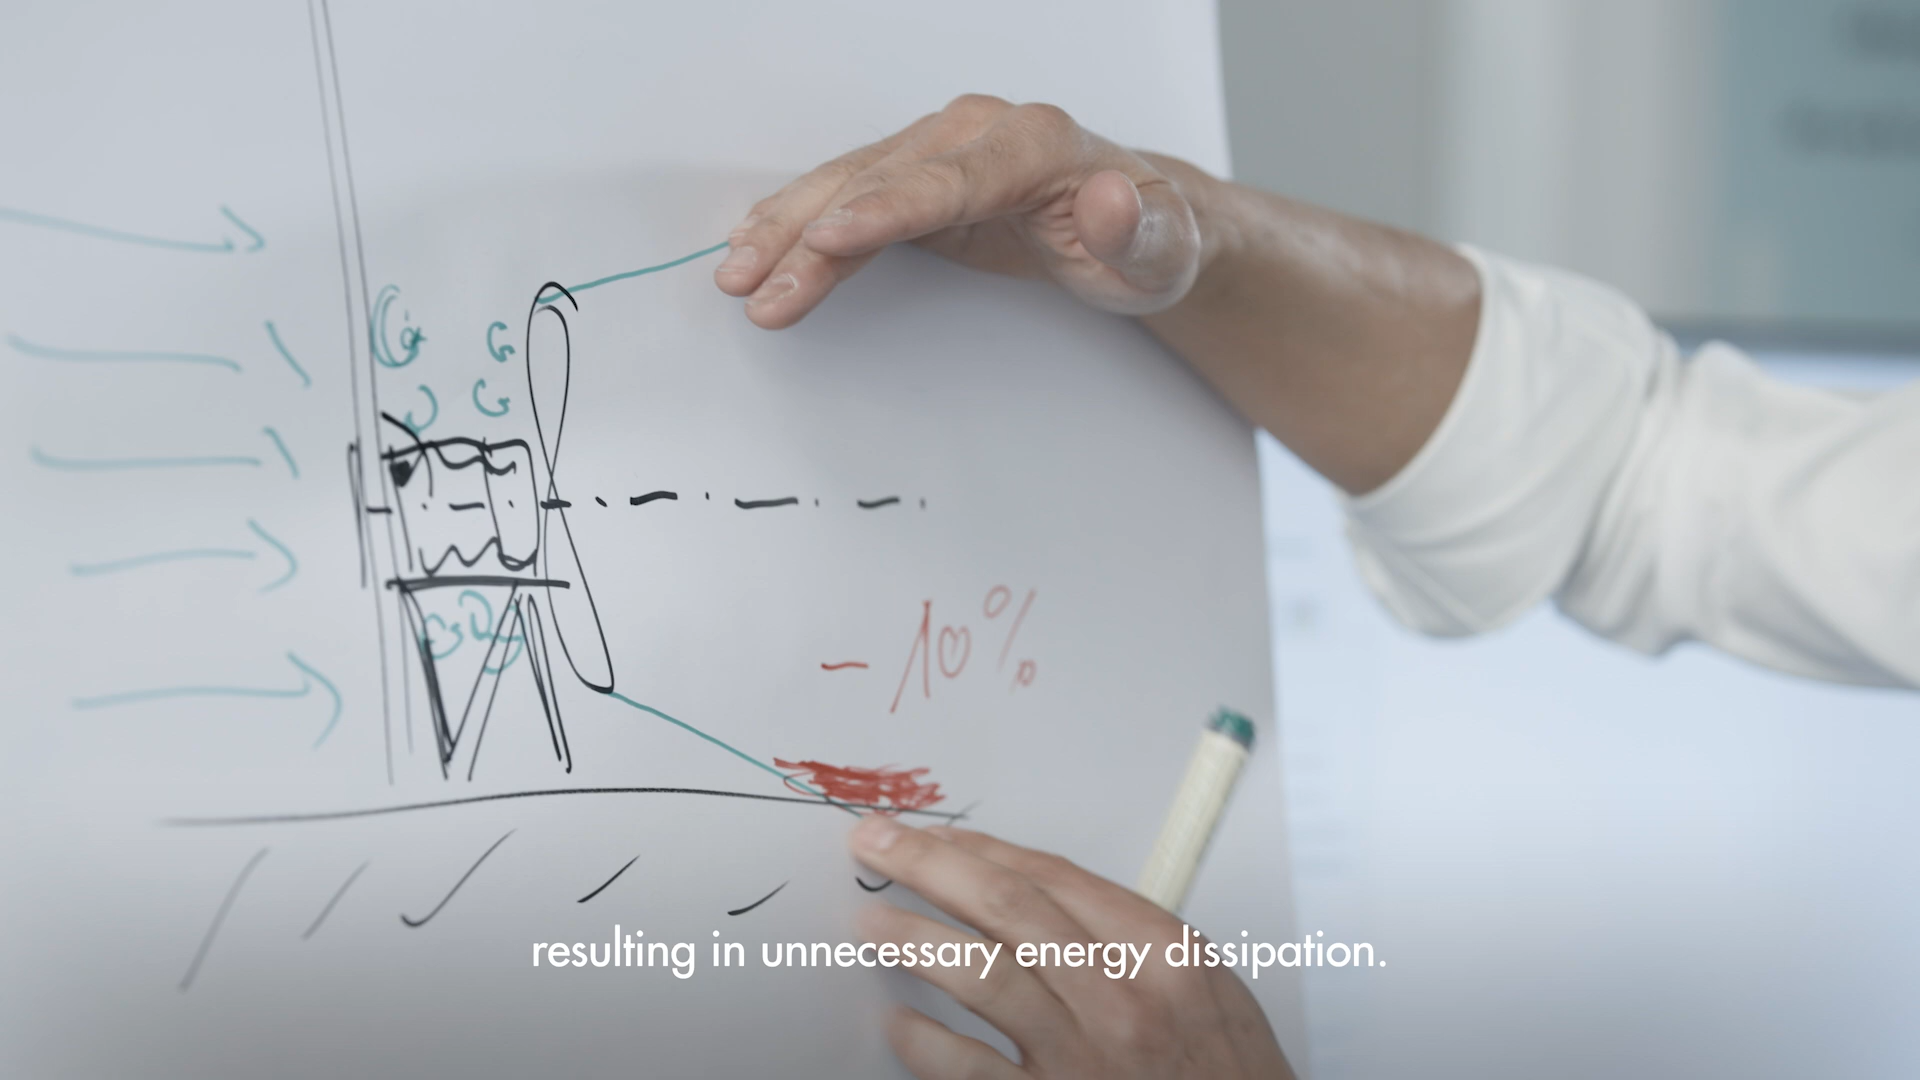 - 10%
resulting in unnecessary energy dissipation.